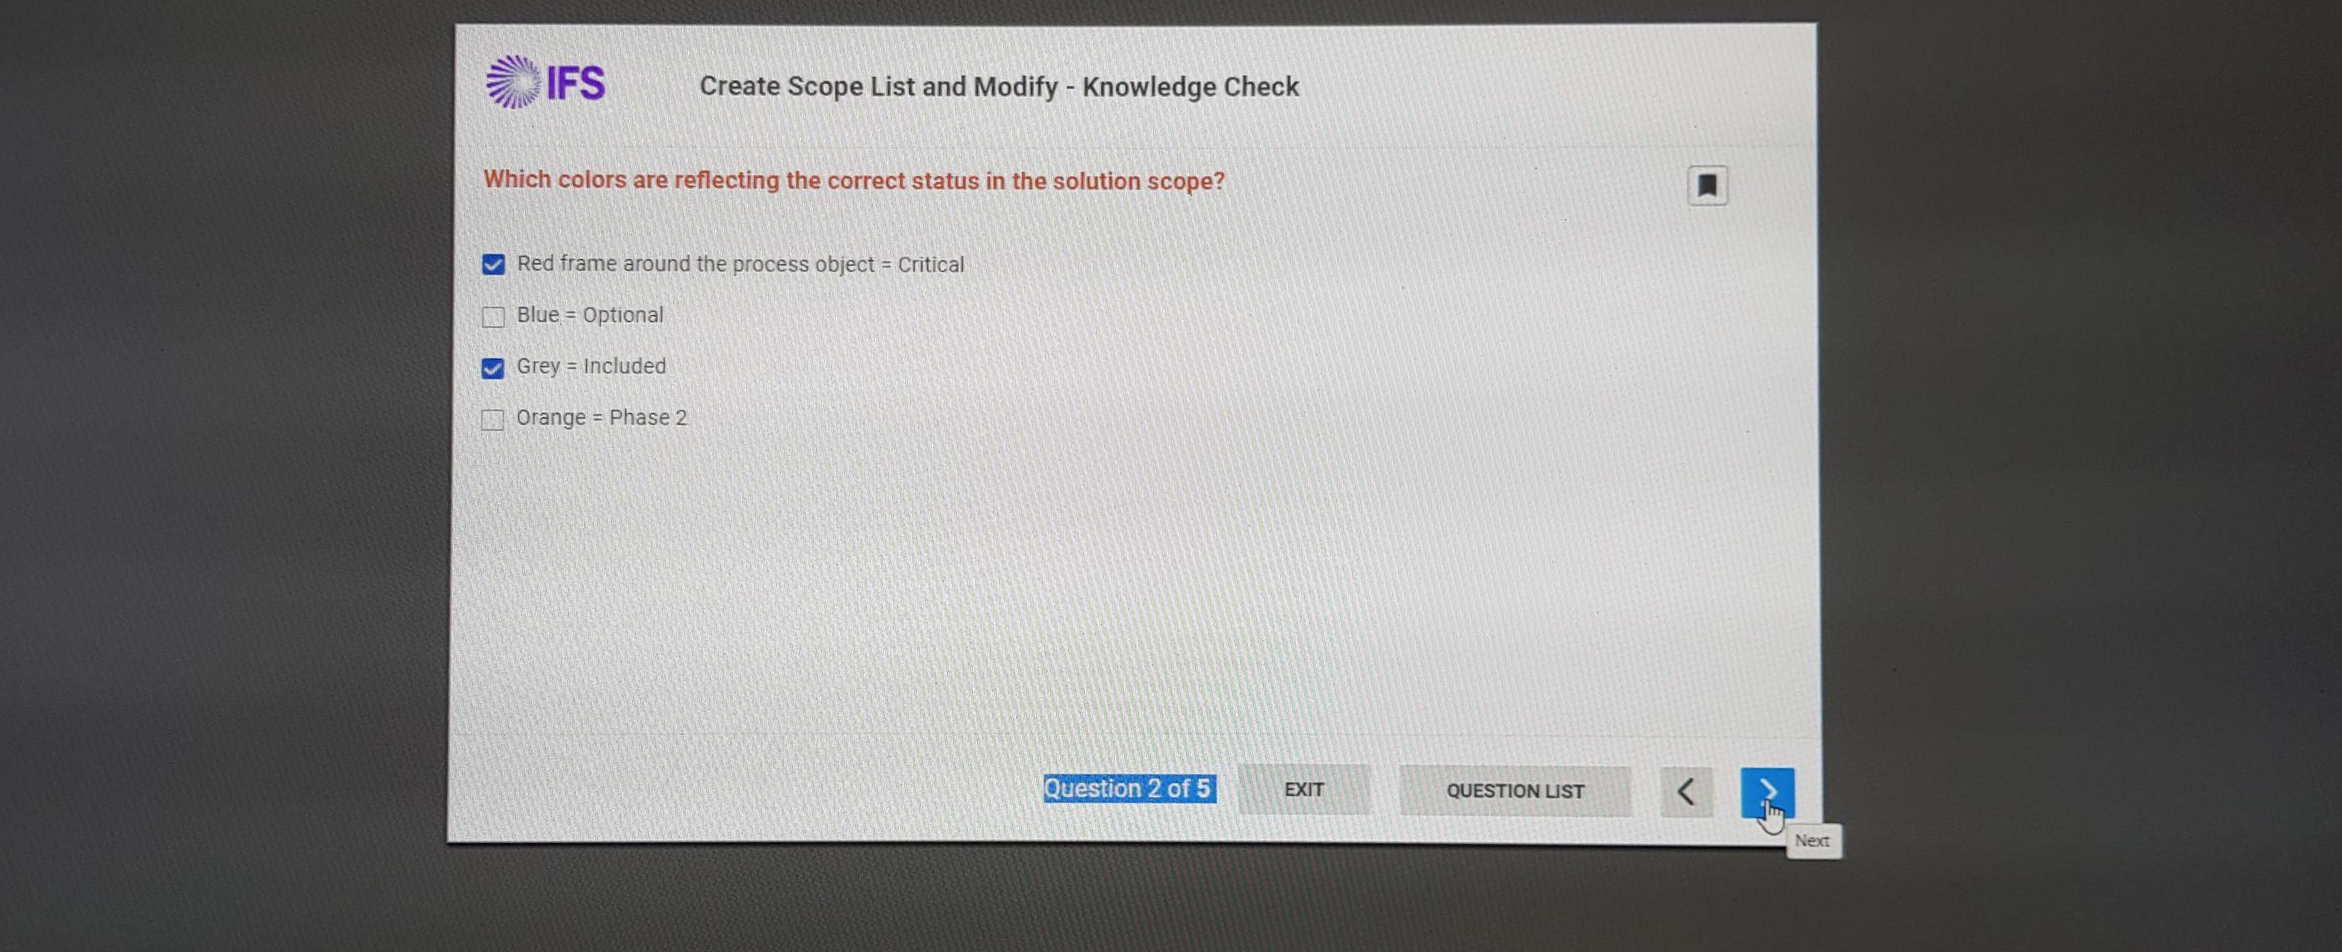 IFS
Create Scope List and Modify - Knowledge Check
Which colors are reflecting the correct status in the solution scope?
Red frame around the process object = Critical
Blue = Optional
Grey = Included
Orange = Phase 2
Question 2 of 5
EXIT
QUESTION LIST
Next